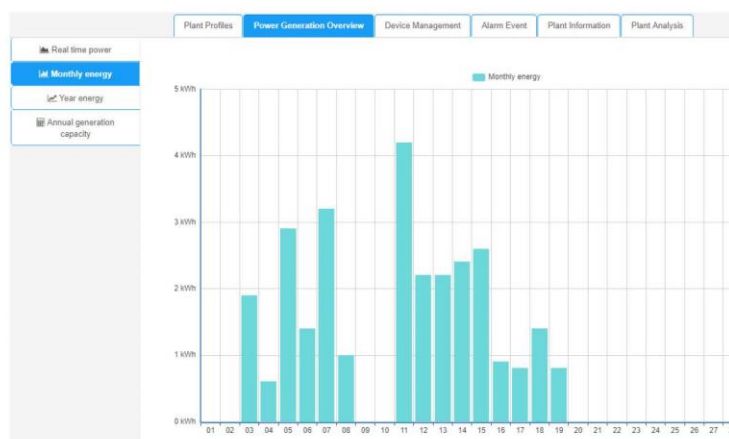 Plant Profiles
Power Generation Overview
Device Management
Alarm Event
Plant Information
Plant Analysis
Real time power
Monthly energy
Year energy
Annual generation
capacity
Monthly energy
5 kWh
4 kWh
3 kWh
2 kWh
1 kWh
0 kWh
01 02 03 04 05 06 07 08 09 10 11 12 13 14 15 16 17 18 19 20 21 22 23 24 25 26 27